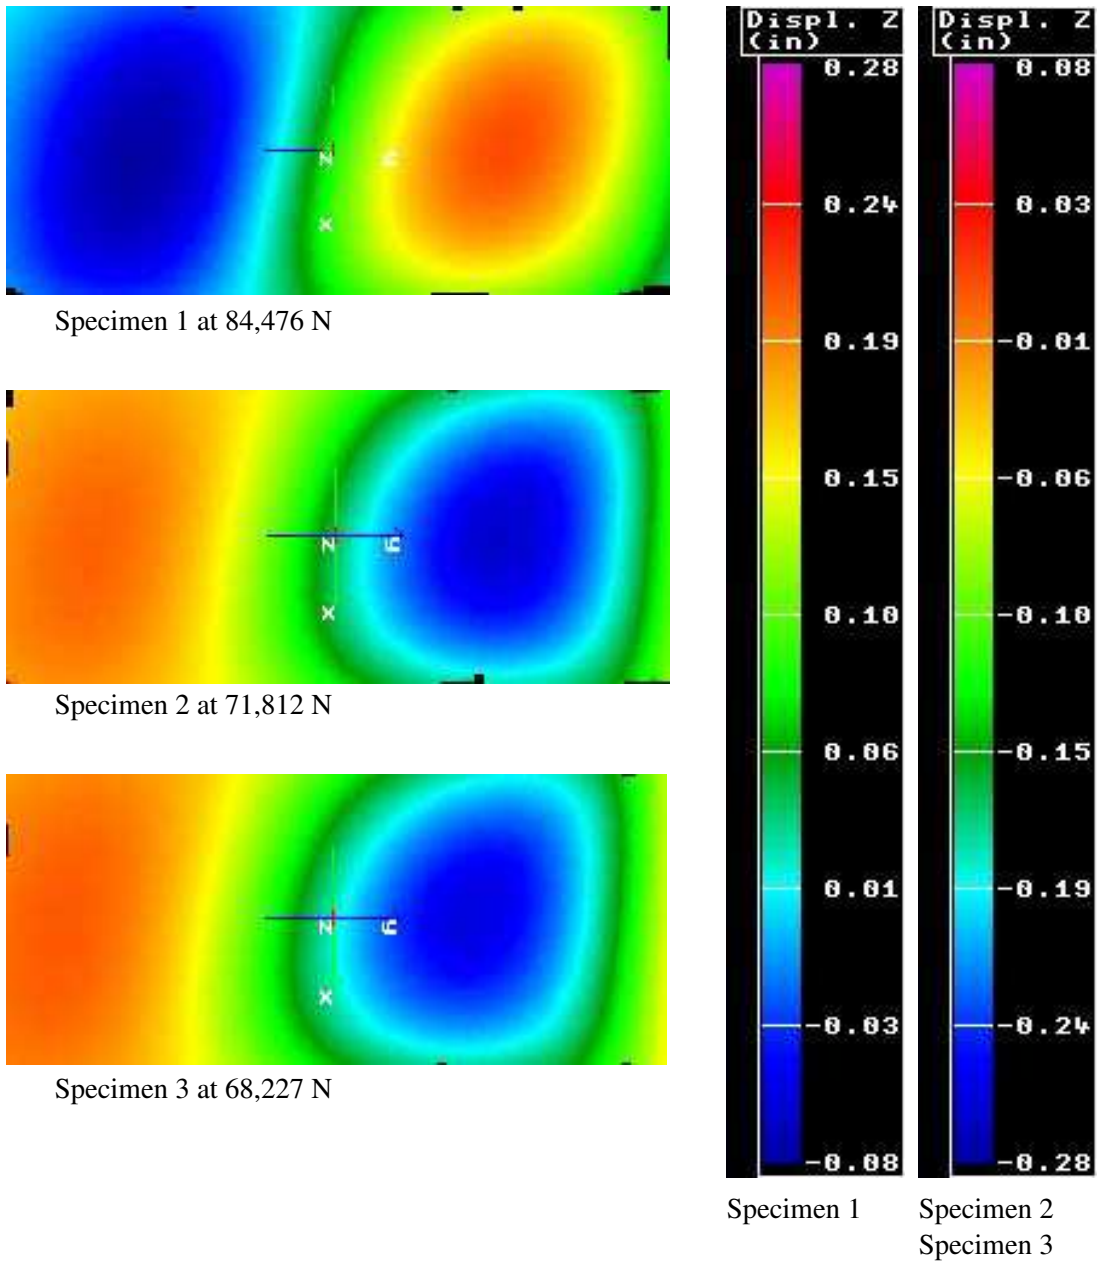 Z
y
x
Specimen 1 at 84,476 N
Z
y
x
Specimen 2 at 71,812 N
Z
y
x
Specimen 3 at 68,227 N
Displ. Z
(in)
0.28
0.24
0.19
0.15
0.10
0.06
0.01
-0.03
-0.08
Specimen 1
Displ. Z
(in)
0.08
0.03
-0.01
-0.06
-0.10
-0.15
-0.19
-0.24
-0.28
Specimen 2
Specimen 3